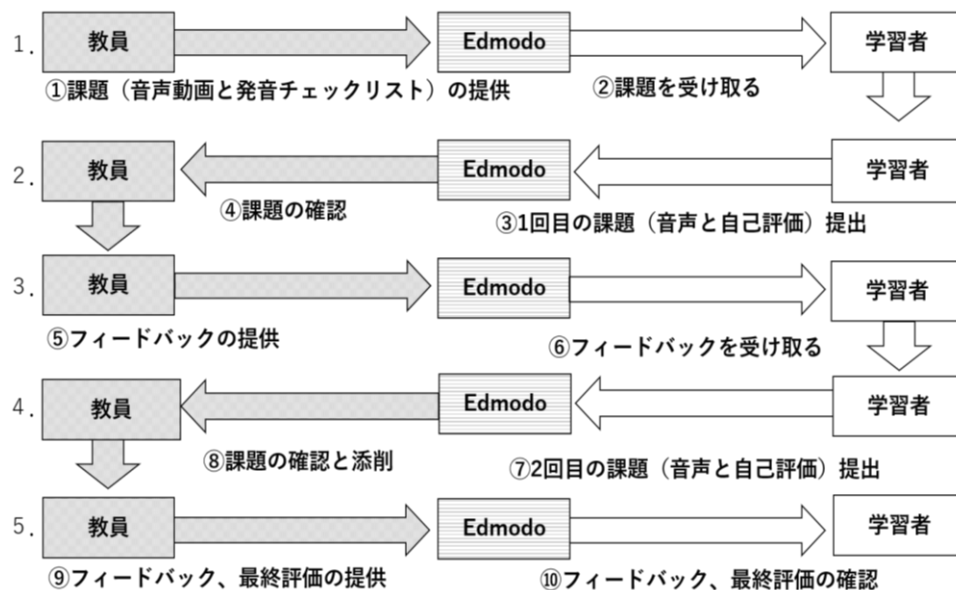 1. 教員 Edmodo 学習者
①課題（音声動画と発音チェックリスト）の提供 ②課題を受け取る
2. 教員 Edmodo 学習者
④課題の確認 ③1回目の課題（音声と自己評価）提出
3. 教員 Edmodo 学習者
⑤フィードバックの提供 ⑥フィードバックを受け取る
4. 教員 Edmodo 学習者
⑧課題の確認と添削 ⑦2回目の課題（音声と自己評価）提出
5. 教員 Edmodo 学習者
⑨フィードバック、最終評価の提供 ⑩フィードバック、最終評価の確認